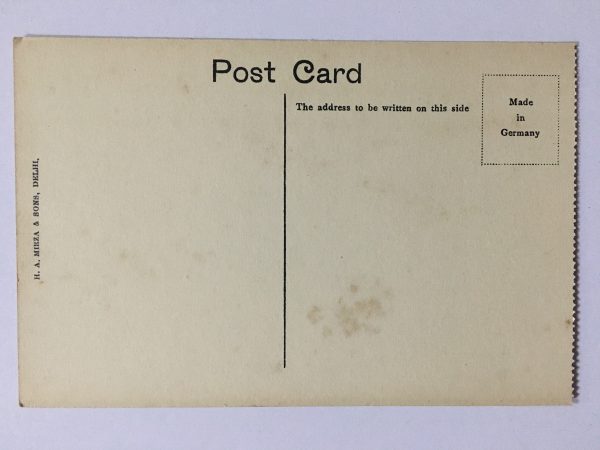 Post Card
The address to be written on this side
Made
in
Germany
H. A. MIRZA & SONS, DELHI.